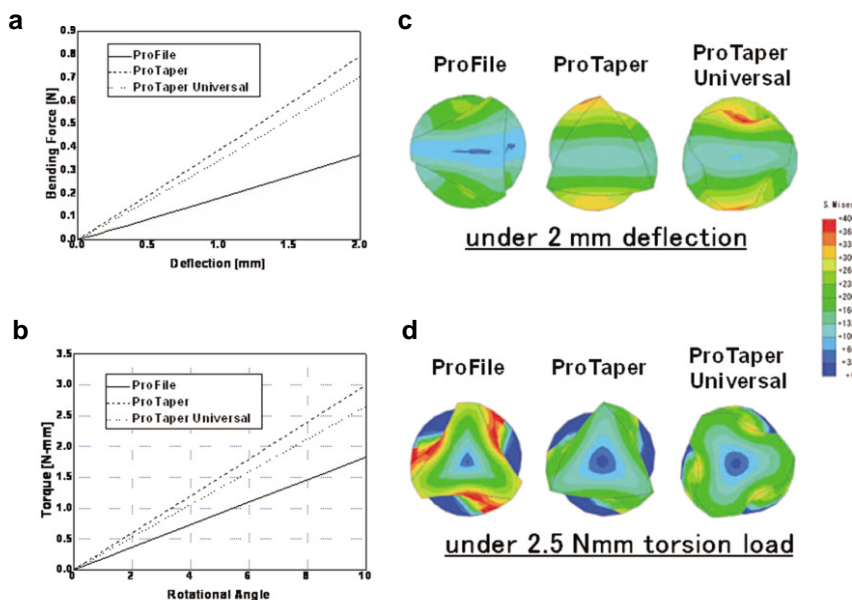 a
0.9
0.8
0.7
0.6
0.5
0.4
0.3
0.2
0.1
0.0
Bending Force [N]
ProFile
ProTaper
ProTaper Universal
0.0 0.5 1.0 1.5 2.0
Deflection [mm]
b
3.5
3.0
2.5
2.0
1.5
1.0
0.5
0.0
Torque [N-mm]
ProFile
ProTaper
ProTaper Universal
0 2 4 6 8 10
Rotational Angle
c
ProFile
ProTaper
ProTaper
Universal
under 2 mm deflection
d
ProFile
ProTaper
ProTaper
Universal
under 2.5 Nmm torsion load